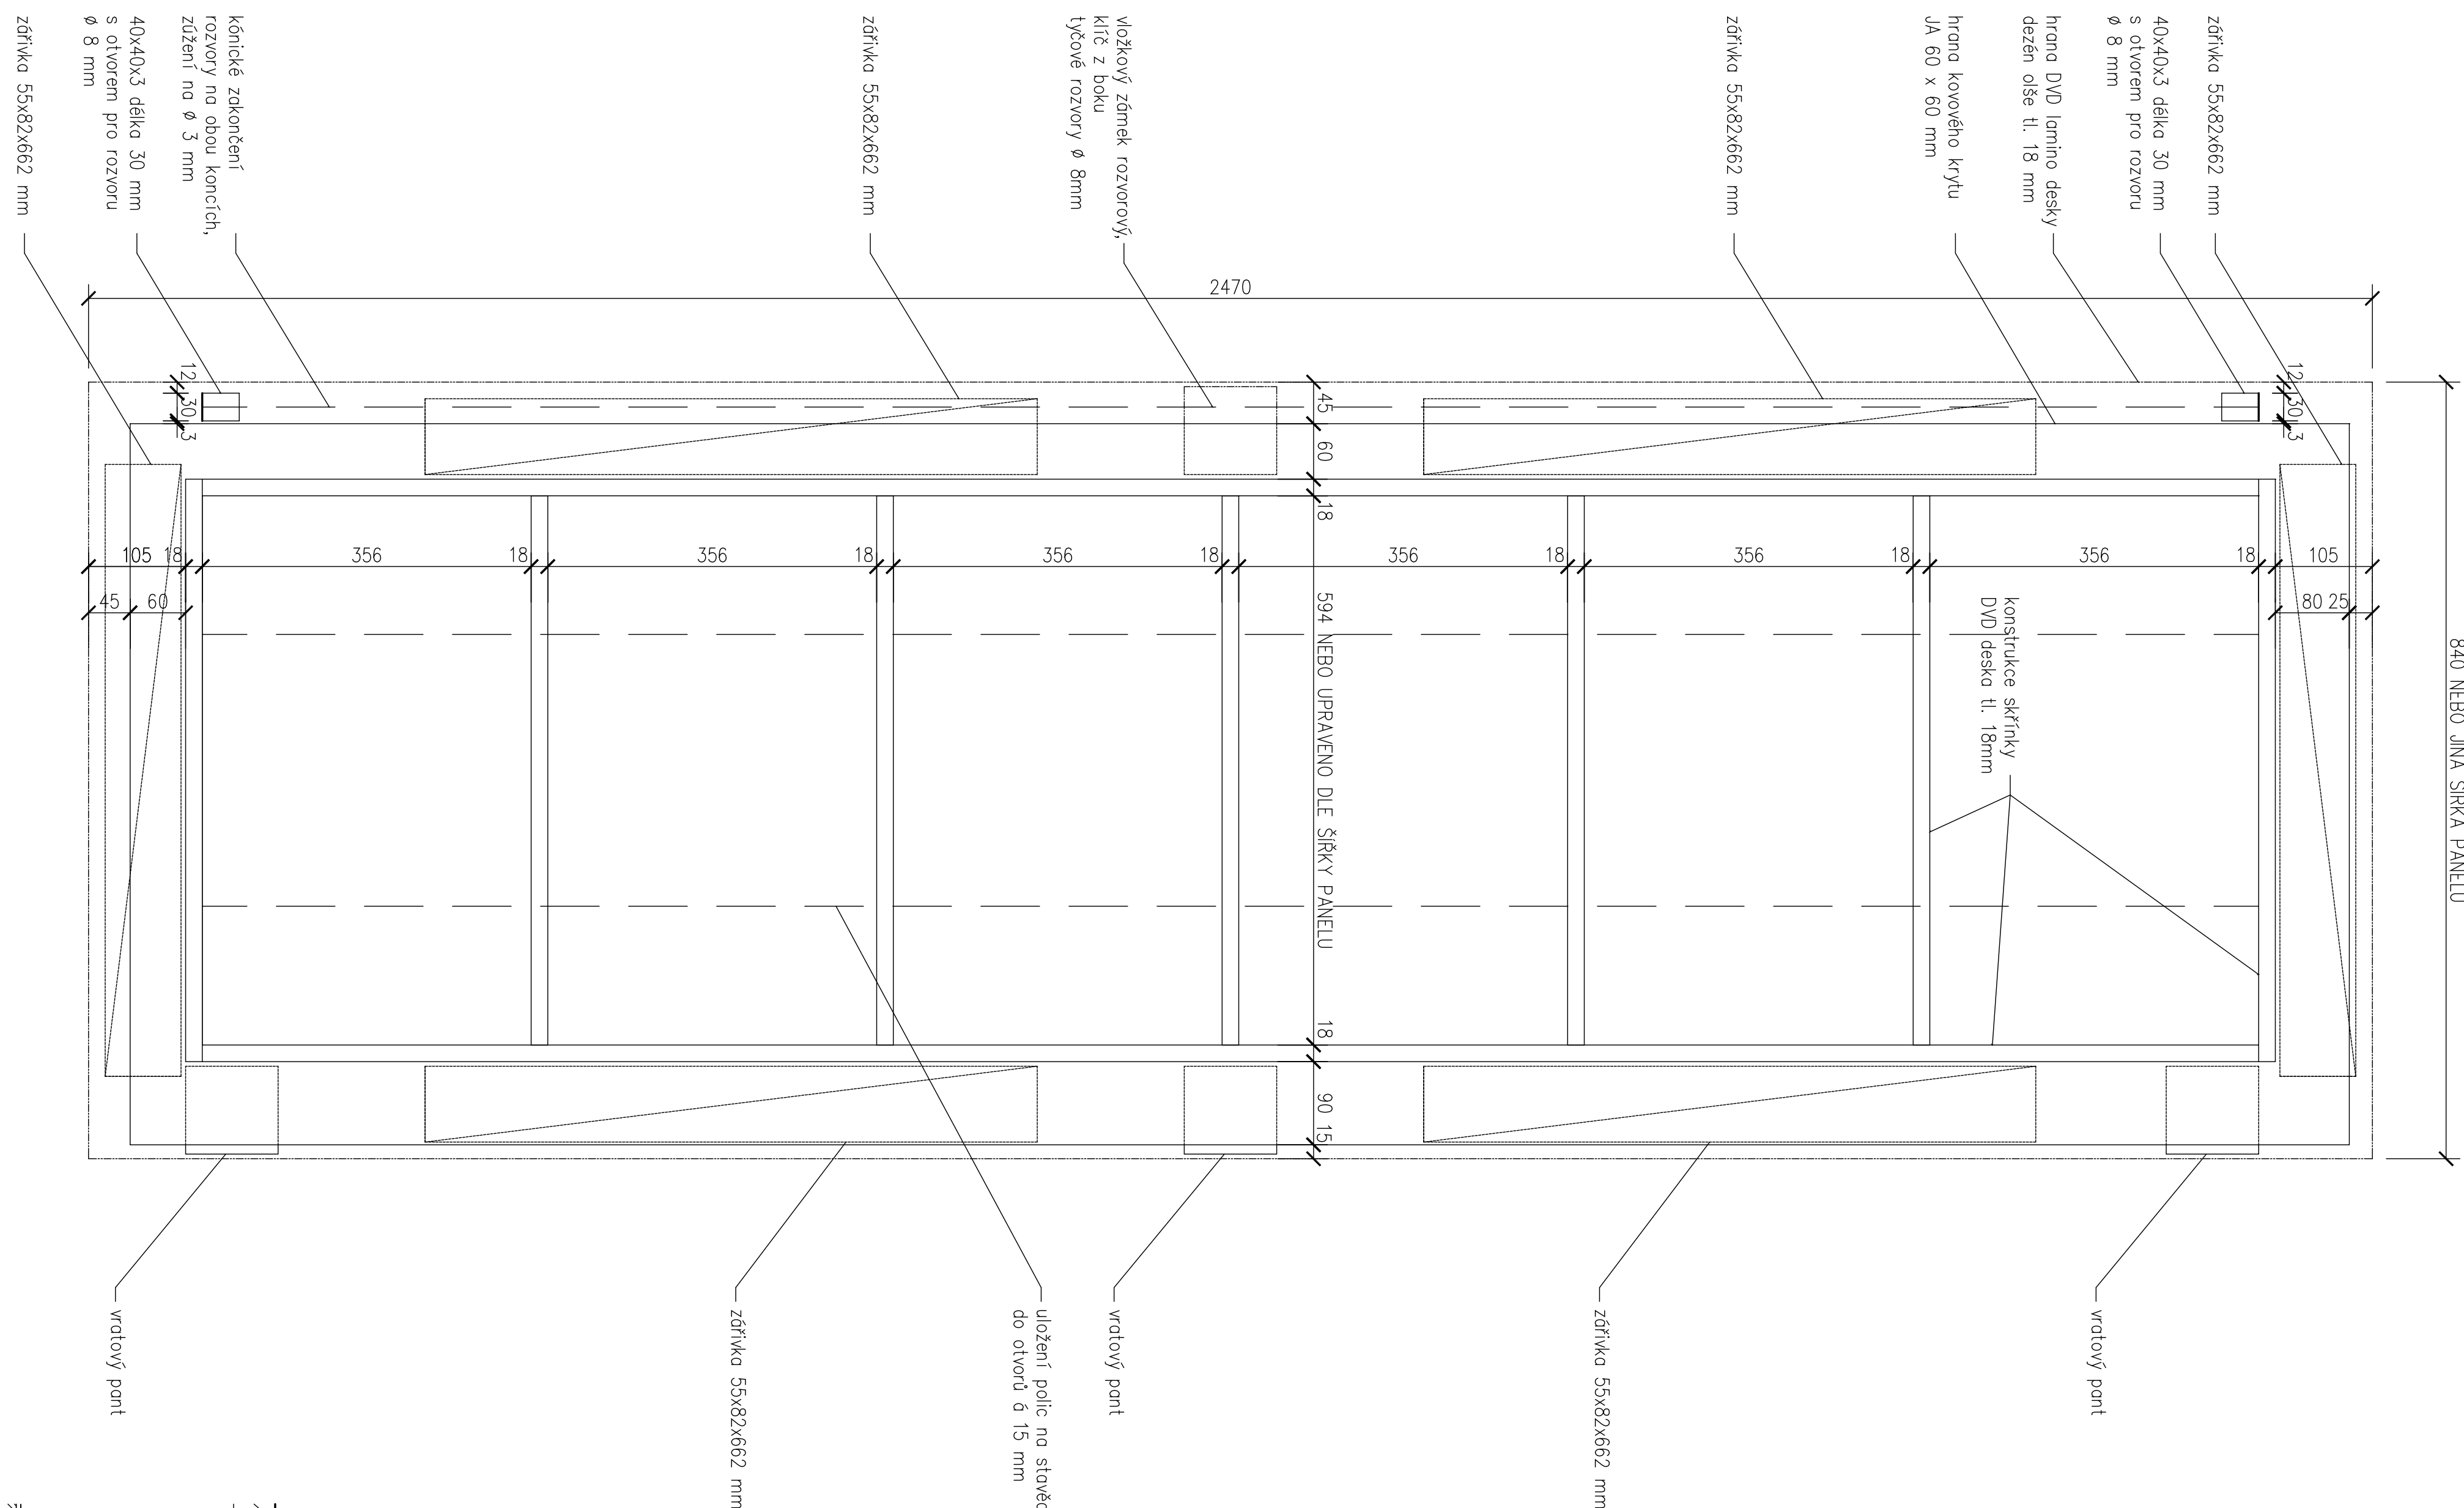 zářivka 55x82x662 mm
40x40x3 délka 30 mm
s otvorem pro rozvoru
ø 8 mm
hrana DVD lamino desky
dezén olše tl. 18 mm
hrana kovového krytu
JA 60 x 60 mm
zářivka 55x82x662 mm
vložkový zámek rozvorový,
klíč z boku
tyčové rozvory ø 8mm
zářivka 55x82x662 mm
kónické zakončení
rozvory na obou koncích,
zúžení na ø 3 mm
40x40x3 délka 30 mm
s otvorem pro rozvoru
ø 8 mm
zářivka 55x82x662 mm
2470
12
30
3
12
30
3
45
60
18
594 NEBO UPRAVENO DLE ŠÍŘKY PANELU
18
90
15
105
18
356
18
356
18
356
18
356
18
356
18
356
18
105
45
60
80
25
840 NEBO JINÁ ŠÍŘKA PANELU
konstrukce skřínky
DVD deska tl. 18mm
vratový pant
zářivka 55x82x662 mm
vratový pant
uložení polic na stavěc
do otvorů á 15 mm
zářivka 55x82x662 mm
vratový pant